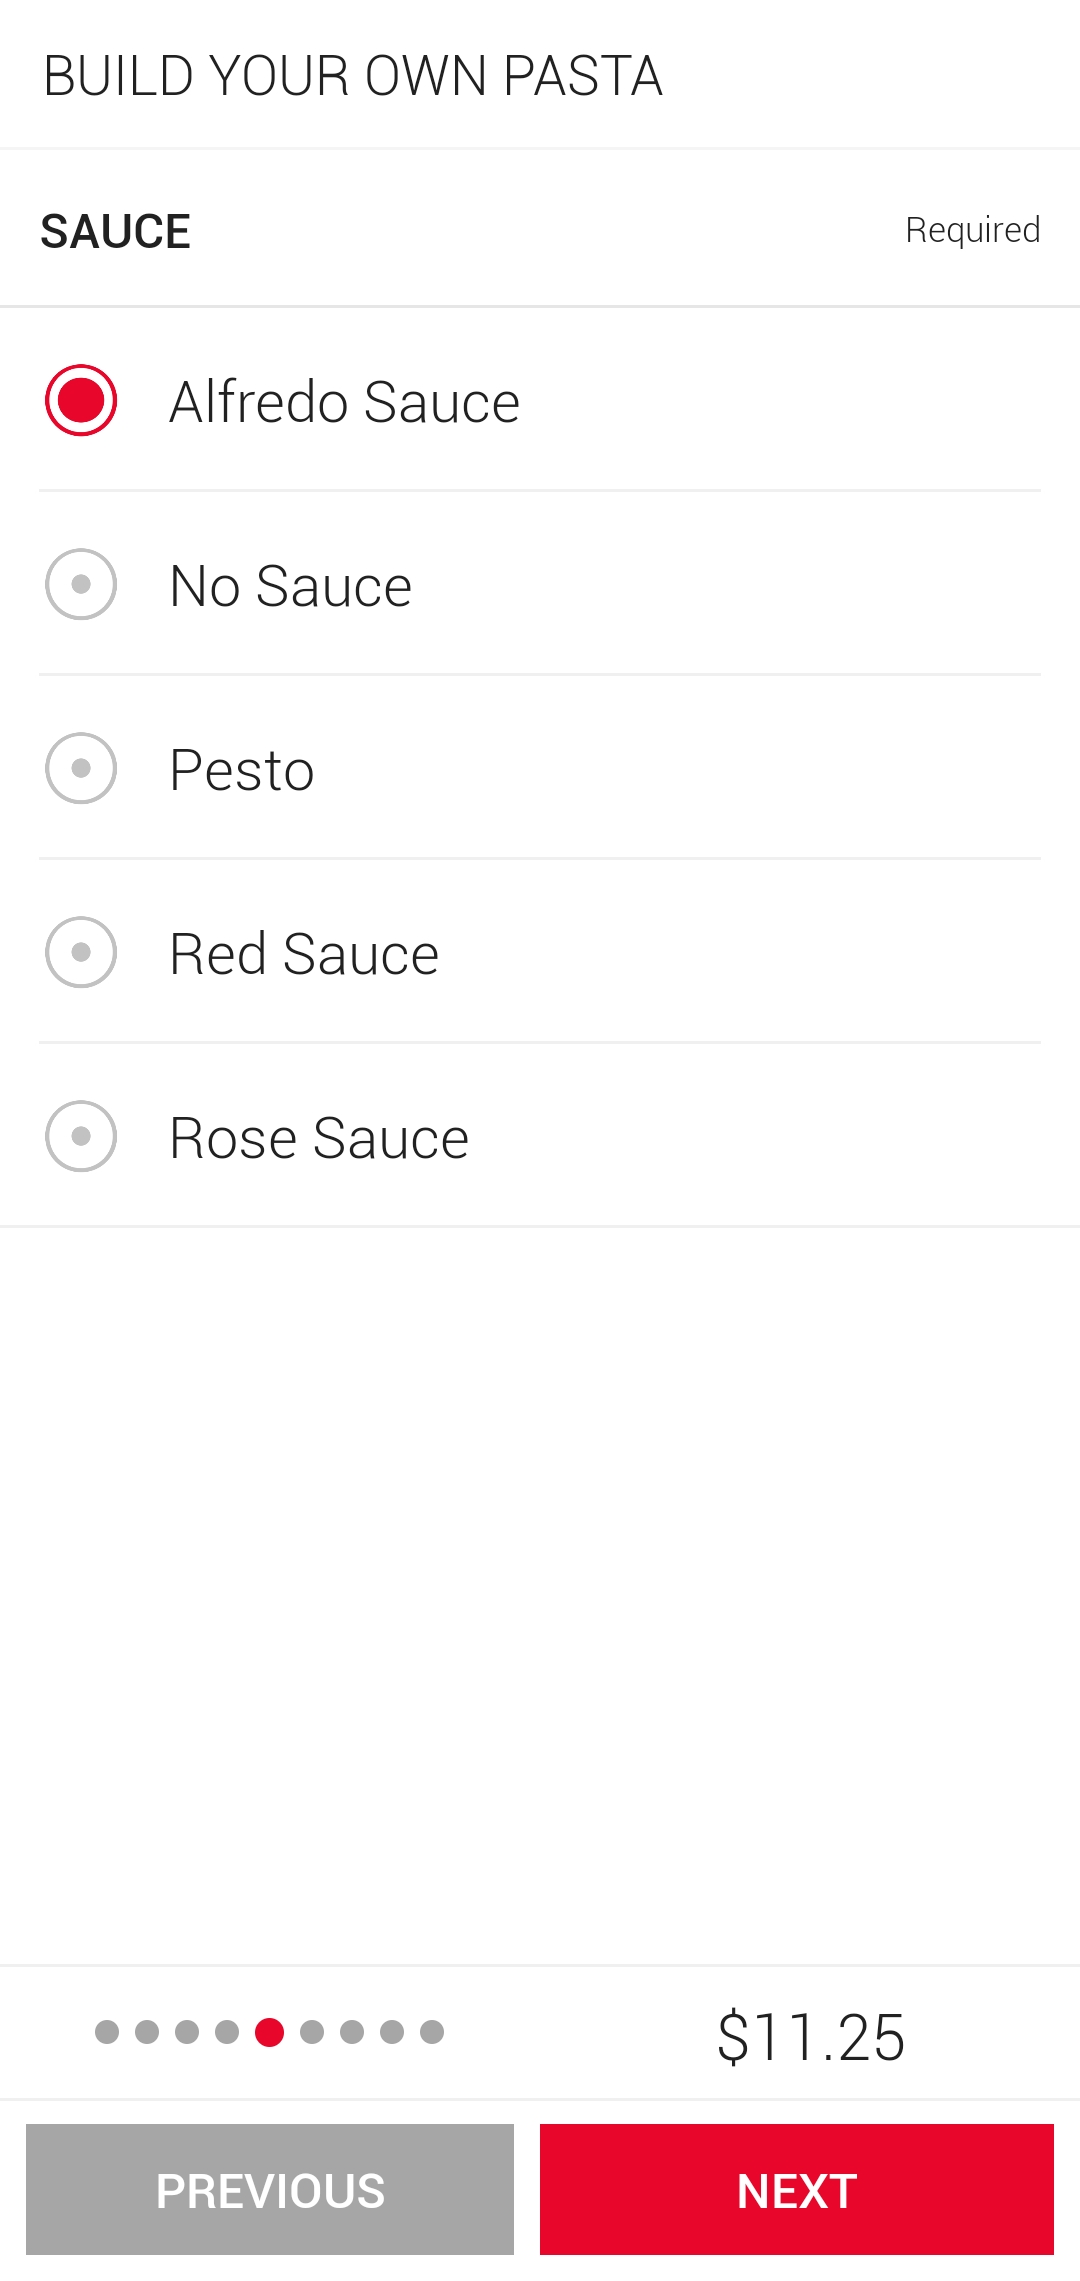 BUILD YOUR OWN PASTA
SAUCE Required
Alfredo Sauce
No Sauce
Pesto
Red Sauce
Rose Sauce
$11.25
PREVIOUS NEXT